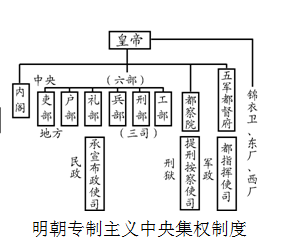 皇帝
中央
(六部)
内阁
吏部
户部
礼部
兵部
刑部
工部
都察院
五军都督府
锦衣卫、东厂、西厂
地方
(三司)
民政
承宣布政使司
刑狱
提刑按察使司
军政
都指挥使司
明朝专制主义中央集权制度